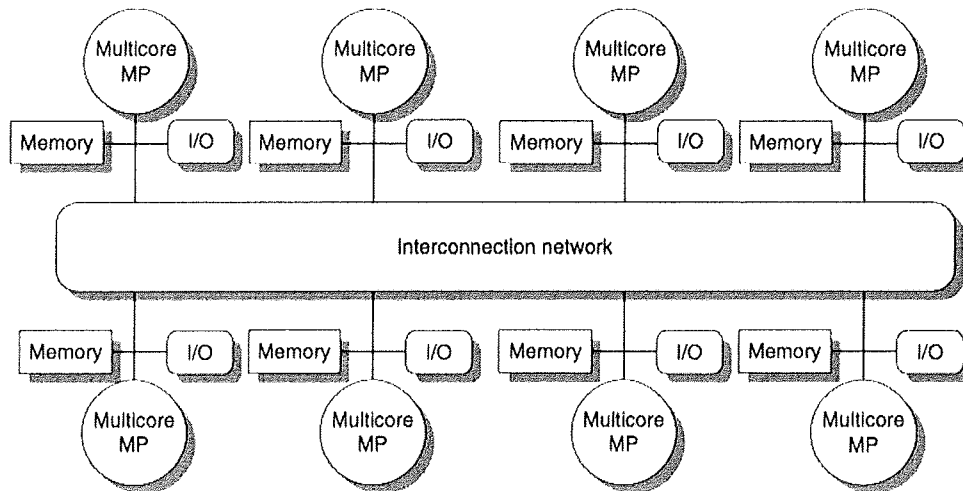 Multicore MP Multicore MP Multicore MP Multicore MP
Memory I/O Memory I/O Memory I/O Memory I/O
Interconnection network
Memory I/O Memory I/O Memory I/O Memory I/O
Multicore MP Multicore MP Multicore MP Multicore MP